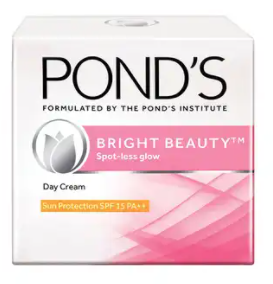 POND'S
FORMULATED BY THE POND'S INSTITUTE
BRIGHT BEAUTY™
Spot-less glow
Day Cream
Sun Protection SPF 15 PA++